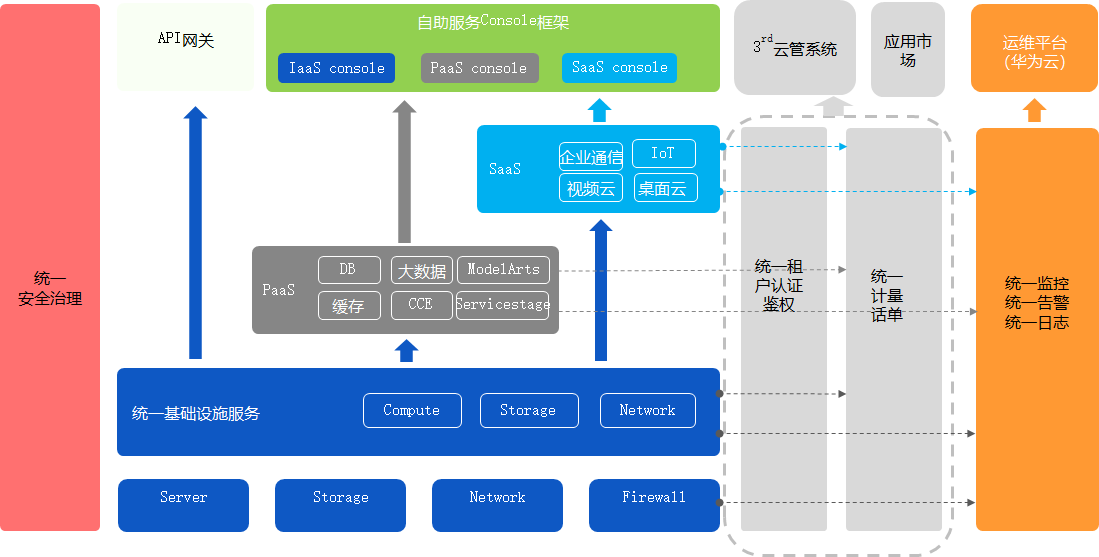 API网关
自助服务Console框架
IaaS console
PaaS console
SaaS console
3rd云管系统
应用市
场
运维平台
(华为云)
统一
安全治理
SaaS
企业通信
IoT
视频云
桌面云
PaaS
DB
大数据
ModelArts
缓存
CCE
Servicestage
统一租
户认证
鉴权
统一
计量
话单
统一监控
统一告警
统一日志
统一基础设施服务
Compute
Storage
Network
Server
Storage
Network
Firewall